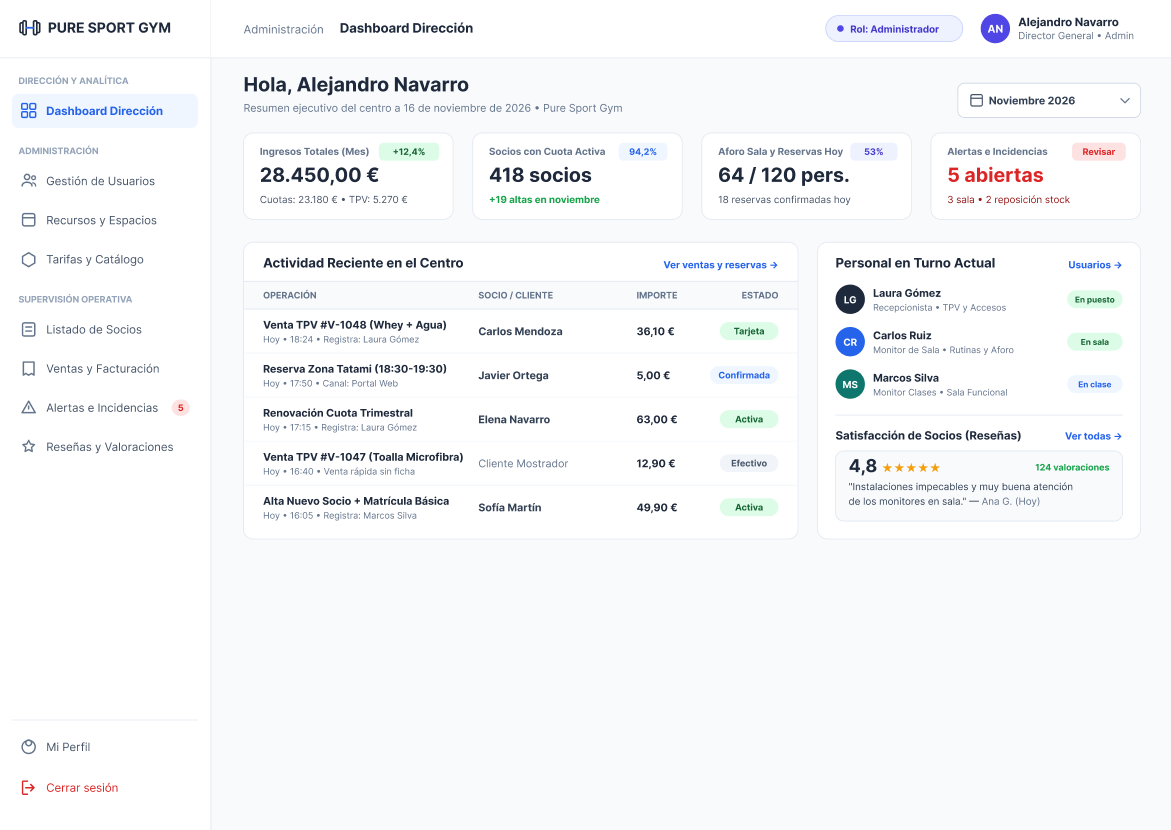 PURE SPORT GYM
DIRECCIÓN Y ANALÍTICA
Dashboard Dirección
ADMINISTRACIÓN
Gestión de Usuarios
Recursos y Espacios
Tarifas y Catálogo
SUPERVISIÓN OPERATIVA
Listado de Socios
Ventas y Facturación
Alertas e Incidencias 5
Reseñas y Valoraciones
Mi Perfil
Cerrar sesión
Administración Dashboard Dirección
Rol: Administrador
AN
Alejandro Navarro
Director General • Admin
Hola, Alejandro Navarro
Resumen ejecutivo del centro a 16 de noviembre de 2026 • Pure Sport Gym
Noviembre 2026
Ingresos Totales (Mes) +12,4%
28.450,00 €
Cuotas: 23.180 € • TPV: 5.270 €
Socios con Cuota Activa 94,2%
418 socios
+19 altas en noviembre
Aforo Sala y Reservas Hoy 53%
64 / 120 pers.
18 reservas confirmadas hoy
Alertas e Incidencias Revisar
5 abiertas
3 sala • 2 reposición stock
Actividad Reciente en el Centro Ver ventas y reservas →
OPERACIÓN SOCIO / CLIENTE IMPORTE ESTADO
Venta TPV #V-1048 (Whey + Agua) Carlos Mendoza 36,10 € Tarjeta
Hoy • 18:24 • Registra: Laura Gómez
Reserva Zona Tatami (18:30-19:30) Javier Ortega 5,00 € Confirmada
Hoy • 17:50 • Canal: Portal Web
Renovación Cuota Trimestral Elena Navarro 63,00 € Activa
Hoy • 17:15 • Registra: Laura Gómez
Venta TPV #V-1047 (Toalla Microfibra) Cliente Mostrador 12,90 € Efectivo
Hoy • 16:40 • Venta rápida sin ficha
Alta Nuevo Socio + Matrícula Básica Sofía Martín 49,90 € Activa
Hoy • 16:05 • Registra: Marcos Silva
Personal en Turno Actual Usuarios →
LG Laura Gómez En puesto
Recepcionista • TPV y Accesos
CR Carlos Ruiz En sala
Monitor de Sala • Rutinas y Aforo
MS Marcos Silva En clase
Monitor Clases • Sala Funcional
Satisfacción de Socios (Reseñas) Ver todas →
4,8 ★★★★★ 124 valoraciones
"Instalaciones impecables y muy buena atención
de los monitores en sala." — Ana G. (Hoy)